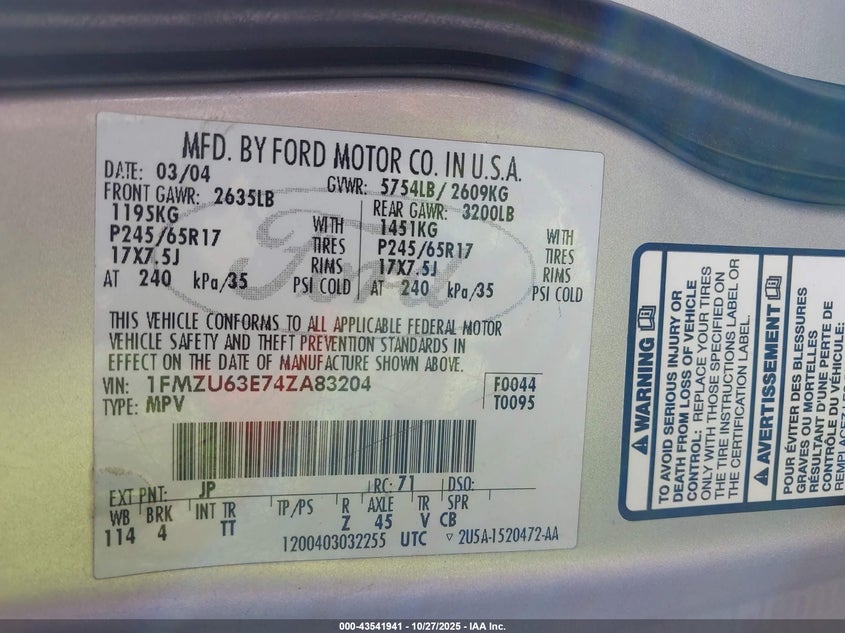 MFD. BY FORD MOTOR CO. IN U.S.A.
DATE: 03/04 GVWR: 5754LB/ 2609KG
FRONT GAWR: 2635LB REAR GAWR: 3200LB
1195KG WITH 1451KG WITH
P245/65R17 TIRES P245/65R17 TIRES
17X7.5J RIMS 17X7.5J RIMS
AT 240 kPa/35 PSI COLD AT 240 kPa/35 PSI COLD
THIS VEHICLE CONFORMS TO ALL APPLICABLE FEDERAL MOTOR
VEHICLE SAFETY AND THEFT PREVENTION STANDARDS IN
EFFECT ON THE DATE OF MANUFACTURE SHOWN ABOVE.
VIN: 1FMZU63E74ZA83204 F0044
TYPE: MPV T0095
EXT PNT: JP RC: 71 DSO:
WB BRK INT TR TP/PS R AXLE TR SPR
114 4 TT Z 45 V CB
1200403032255 UTC ▽ 2U5A-1520472-AA
Ford
WARNING
TO AVOID SERIOUS INJURY OR
DEATH FROM LOSS OF VEHICLE
CONTROL: REPLACE YOUR TIRES
ONLY WITH THOSE SPECIFIED ON
THE TIRE INSTRUCTIONS LABEL OR
THE CERTIFICATION LABEL.
AVERTISSEMENT
POUR ÉVITER DES BLESSURES
GRAVES OU MORTELLES
RÉSULTANT D'UNE PERTE DE
CONTRÔLE DU VÉHICULE:
000-43541941 - 10/27/2025 - IAA Inc.